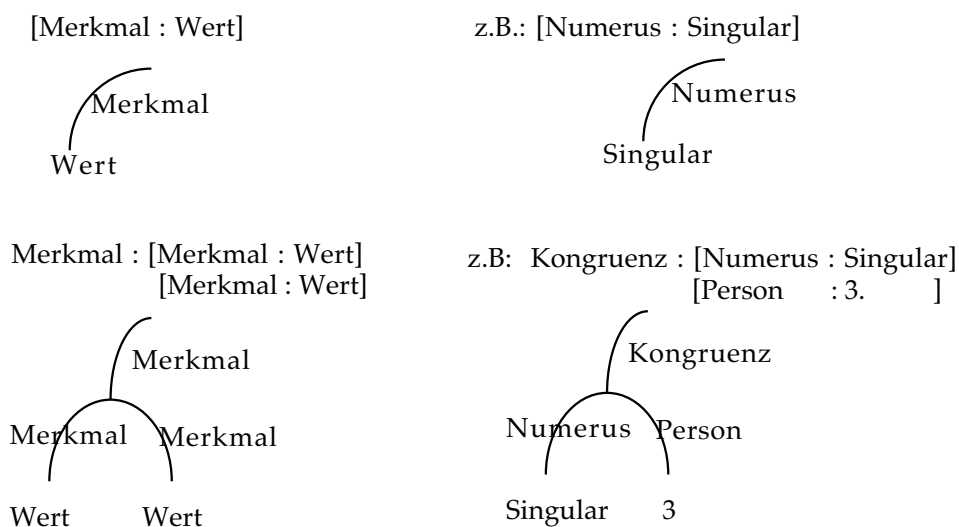 [Merkmal : Wert]
z.B.: [Numerus : Singular]
Merkmal
Wert
Numerus
Singular
Merkmal : [Merkmal : Wert]
[Merkmal : Wert]
z.B: Kongruenz : [Numerus : Singular]
[Person : 3. ]
Merkmal
Merkmal Merkmal
Wert Wert
Kongruenz
Numerus Person
Singular 3